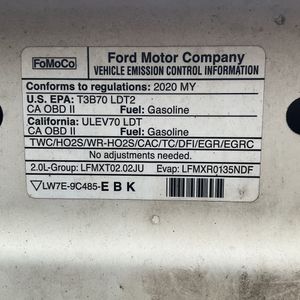 FoMoCo
Ford Motor Company
VEHICLE EMISSION CONTROL INFORMATION
Conforms to regulations: 2020 MY
U.S. EPA: T3B70 LDT2
CA OBD II Fuel: Gasoline
California: ULEV70 LDT
CA OBD II Fuel: Gasoline
TWC/HO2S/WR-HO2S/CAC/TC/DFI/EGR/EGRC
No adjustments needed.
2.0L-Group: LFMXT02.02JU Evap: LFMXR0135NDF
LW7E-9C485-EBK